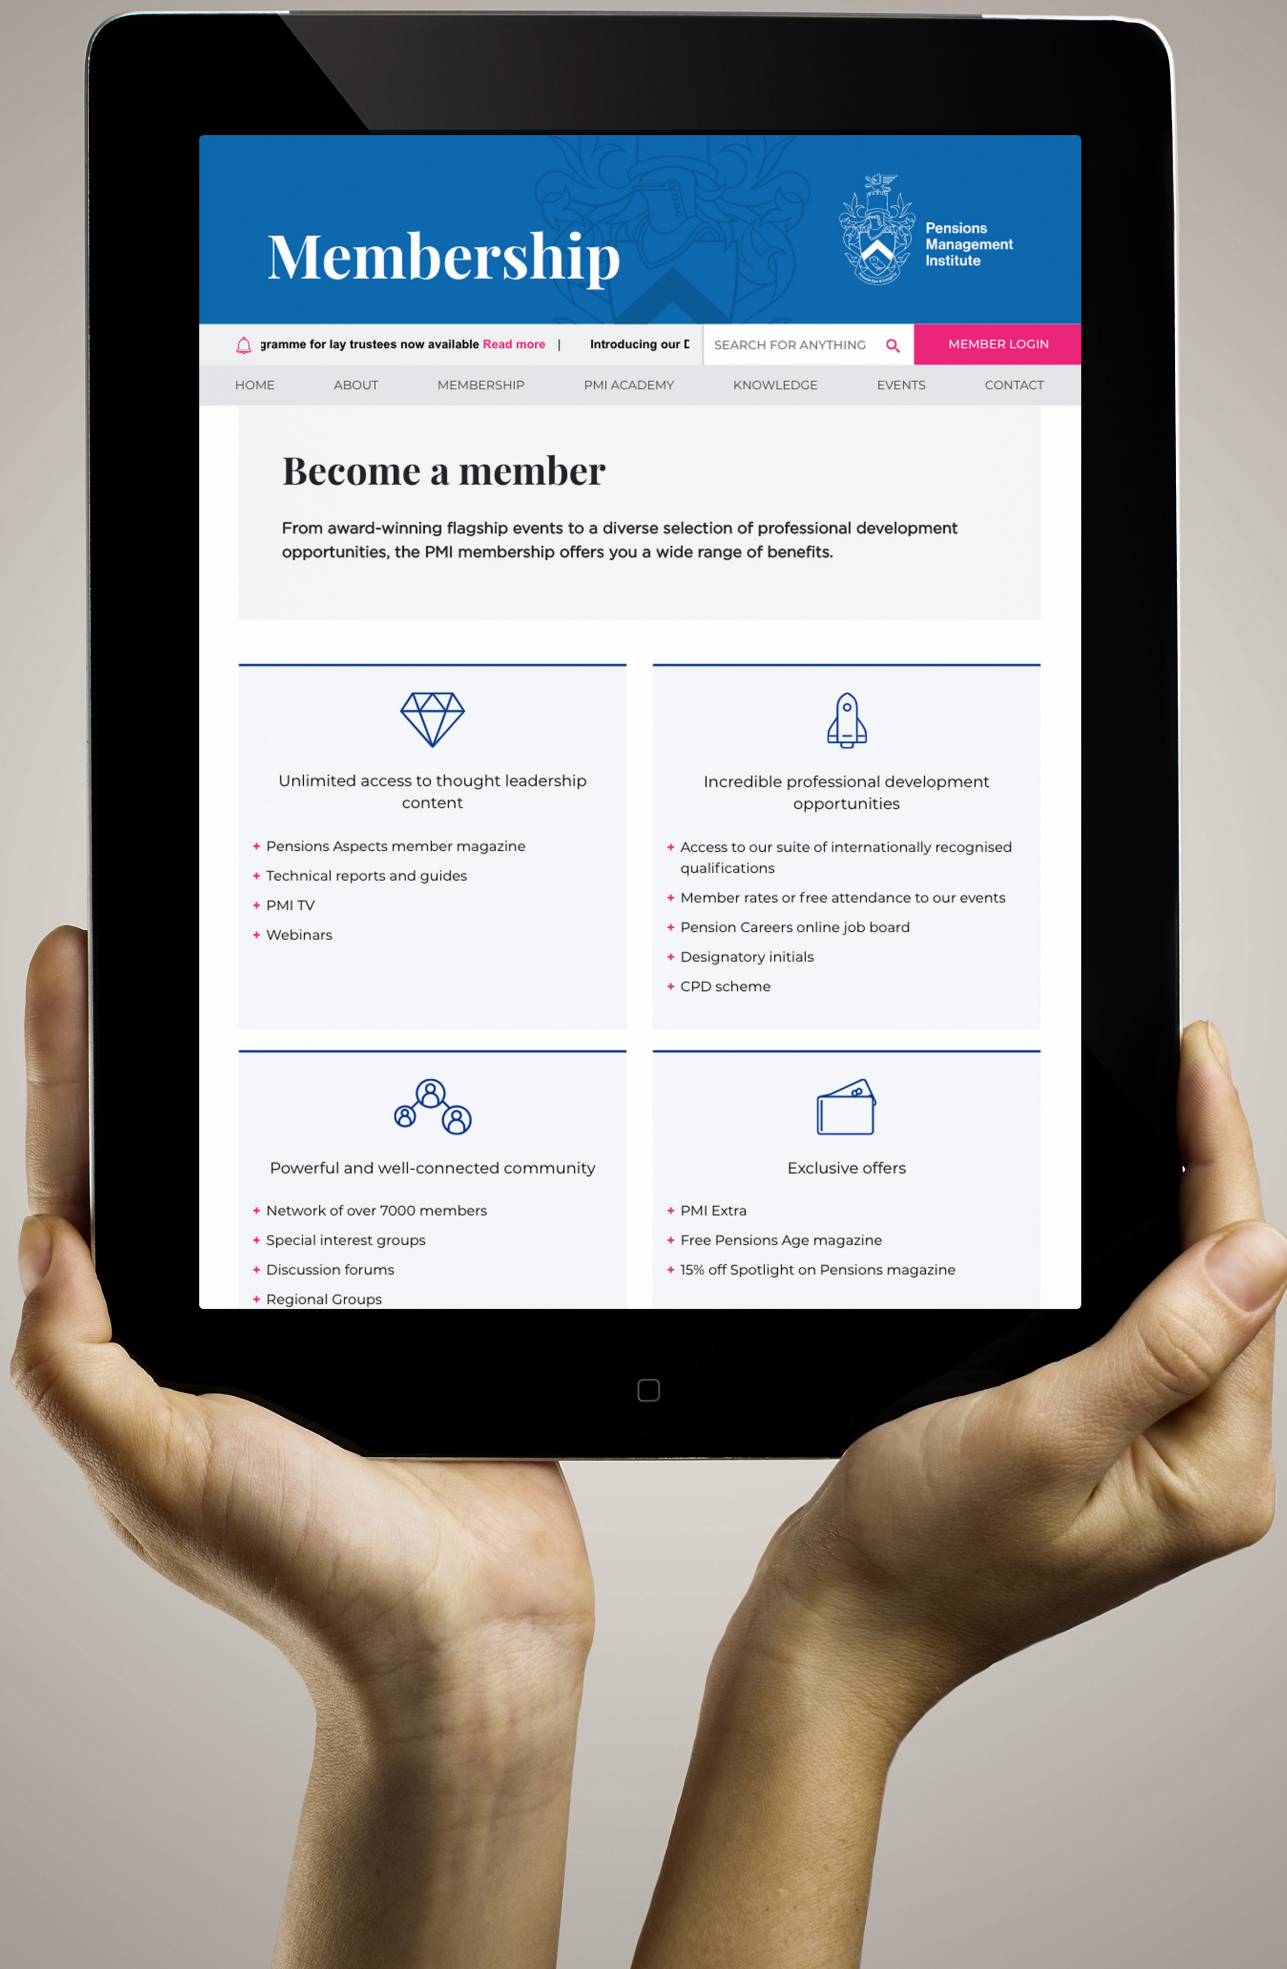 Membership
Pensions
Management
Institute
gramme for lay trustees now available Read more | Introducing our
SEARCH FOR ANYTHING
MEMBER LOGIN
HOME ABOUT MEMBERSHIP PMI ACADEMY KNOWLEDGE EVENTS CONTACT
Become a member
From award-winning flagship events to a diverse selection of professional development
opportunities, the PMI membership offers you a wide range of benefits.
Unlimited access to thought leadership
content
+ Pensions Aspects member magazine
+ Technical reports and guides
+ PMI TV
+ Webinars
Incredible professional development
opportunities
+ Access to our suite of internationally recognised
qualifications
+ Member rates or free attendance to our events
+ Pension Careers online job board
+ Designatory initials
+ CPD scheme
Powerful and well-connected community
+ Network of over 7000 members
+ Special interest groups
+ Discussion forums
+ Regional Groups
Exclusive offers
+ PMI Extra
+ Free Pensions Age magazine
+ 15% off Spotlight on Pensions magazine